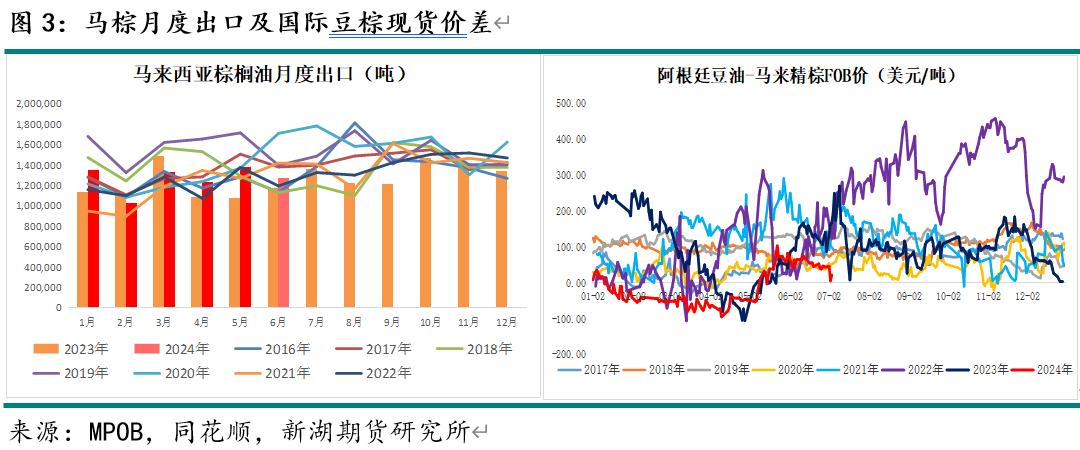 图 3：马棕月度出口及国际豆棕现货价差
马来西亚棕榈油月度出口（吨）
2,000,000
1,800,000
1,600,000
1,400,000
1,200,000
1,000,000
800,000
600,000
400,000
200,000
0
1月 2月 3月 4月 5月 6月 7月 8月 9月 10月 11月 12月
2023年 2024年 2016年 2017年 2018年
2019年 2020年 2021年 2022年
阿根廷豆油-马来精棕FOB价（美元/吨）
500.00
400.00
300.00
200.00
100.00
0.00
-100.00
-200.00
01-02 02-02 03-02 04-02 05-02 06-02 07-02 08-02 09-02 10-02 11-02 12-02
2017年 2018年 2019年 2020年 2021年 2022年 2023年 2024年
来源：MPOB，同花顺，新湖期货研究所